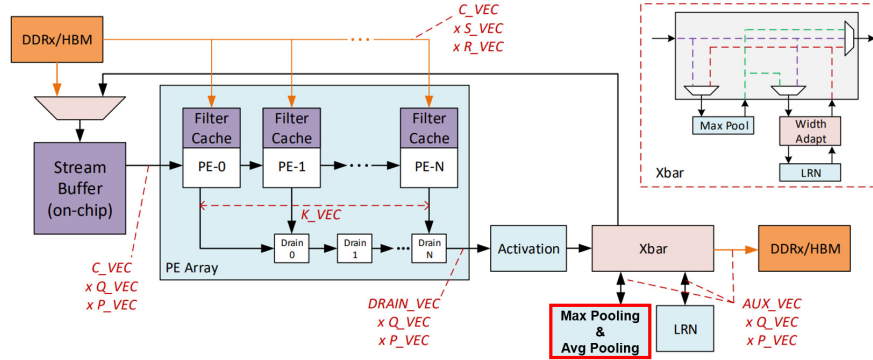 DDRx/HBM
C_VEC
x S_VEC
x R_VEC
Filter
Cache
PE-0
Filter
Cache
PE-1
Filter
Cache
PE-N
Stream
Buffer
(on-chip)
K_VEC
Drain
0
Drain
1
Drain
N
PE Array
C_VEC
x Q_VEC
x P_VEC
DRAIN_VEC
x Q_VEC
x P_VEC
Activation
Xbar
DDRx/HBM
Max Pooling
&
Avg Pooling
LRN
AUX_VEC
x Q_VEC
x P_VEC
Max Pool
Width
Adapt
LRN
Xbar